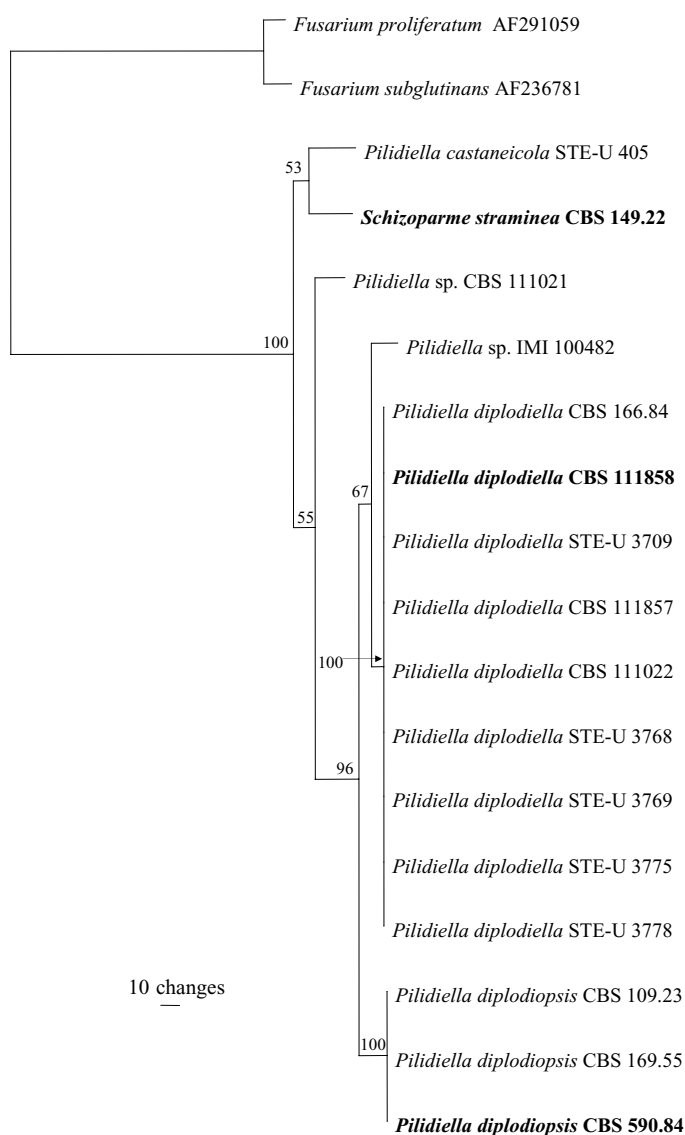 Fusarium proliferatum AF291059
Fusarium subglutinans AF236781
Pilidiella castaneicola STE-U 405
53
Schizoparme straminea CBS 149.22
Pilidiella sp. CBS 111021
100
Pilidiella sp. IMI 100482
Pilidiella diplodiella CBS 166.84
Pilidiella diplodiella CBS 111858
67
55
Pilidiella diplodiella STE-U 3709
Pilidiella diplodiella CBS 111857
100
Pilidiella diplodiella CBS 111022
Pilidiella diplodiella STE-U 3768
96
Pilidiella diplodiella STE-U 3769
Pilidiella diplodiella STE-U 3775
Pilidiella diplodiella STE-U 3778
10 changes
Pilidiella diplodiopsis CBS 109.23
100
Pilidiella diplodiopsis CBS 169.55
Pilidiella diplodiopsis CBS 590.84